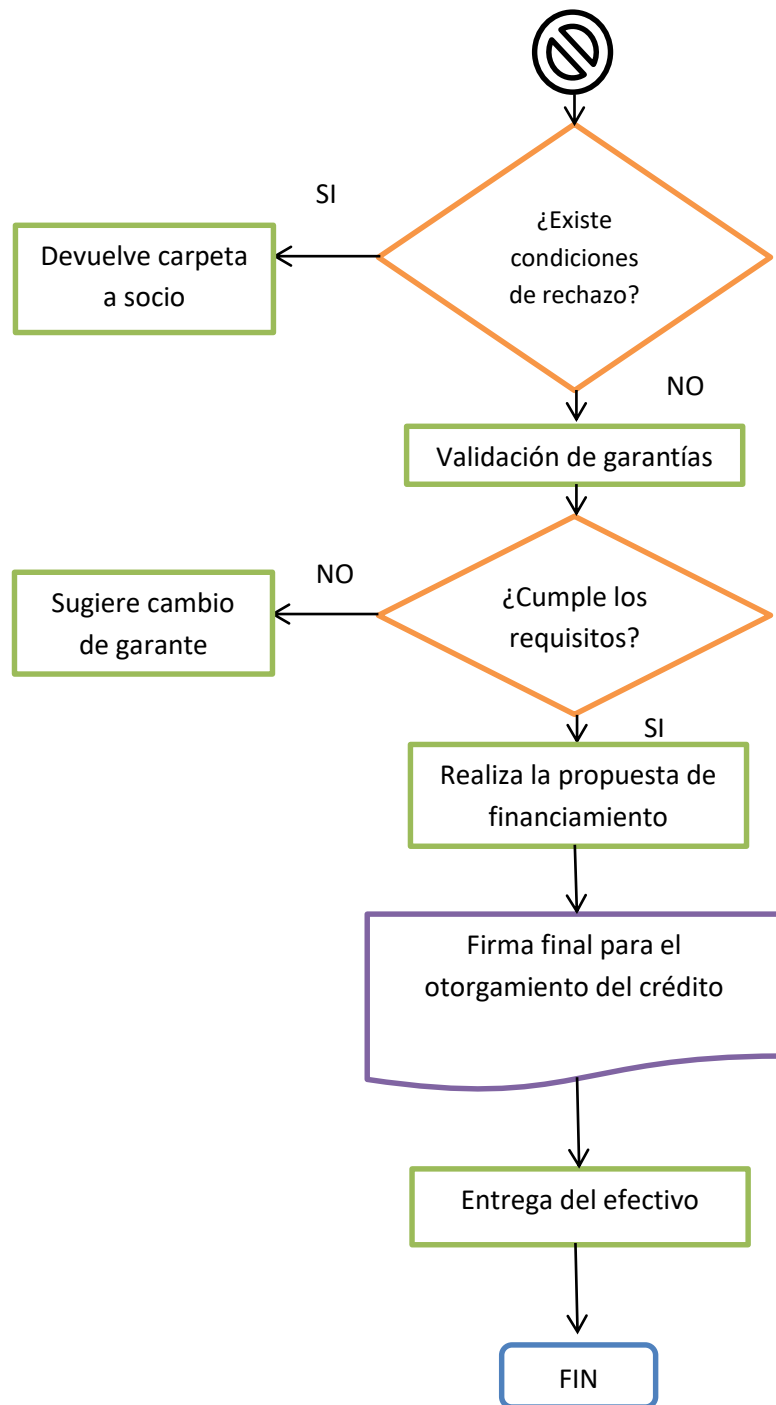 SI
¿Existe
condiciones
de rechazo?
Devuelve carpeta
a socio
NO
Validación de garantías
NO
¿Cumple los
requisitos?
Sugiere cambio
de garante
SI
Realiza la propuesta de
financiamiento
Firma final para el
otorgamiento del crédito
Entrega del efectivo
FIN